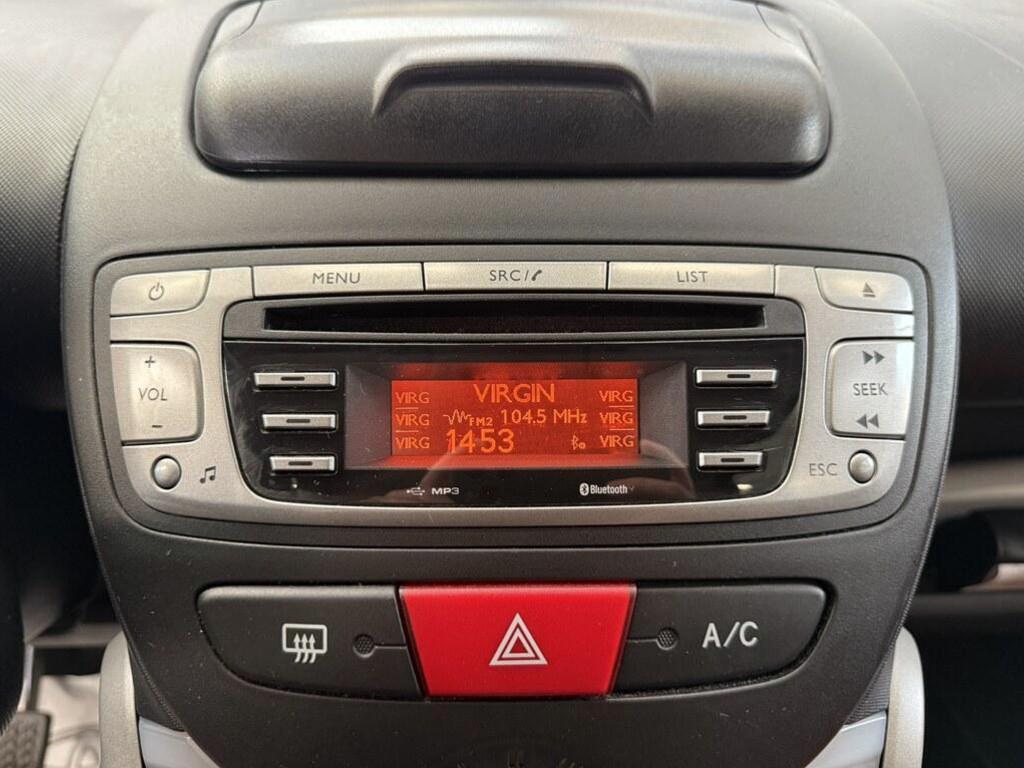 MENU SRC/ LIST
+
VOL
-
SEEK
ESC
VIRG VIRGIN VIRG
VIRG FM2 104.5 MHz VIRG
VIRG 1453 VIRG
MP3 Bluetooth
A/C